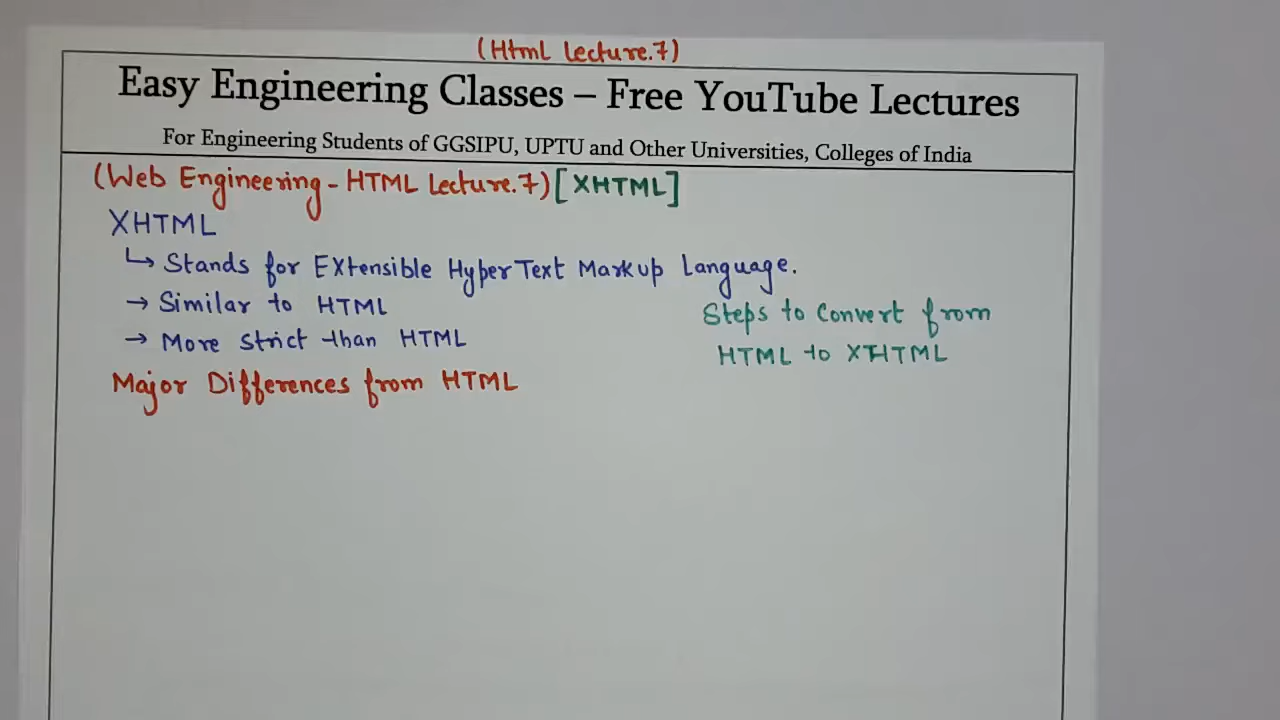 (Html Lecture.7)
Easy Engineering Classes – Free YouTube Lectures
For Engineering Students of GGSIPU, UPTU and Other Universities, Colleges of India
(Web Engineering - HTML Lecture.7) [XHTML]
XHTML
↳ Stands for EXtensible HyperText Markup Language.
→ Similar to HTML
→ More strict than HTML
Major Differences from HTML
Steps to Convert from
HTML to XHTML